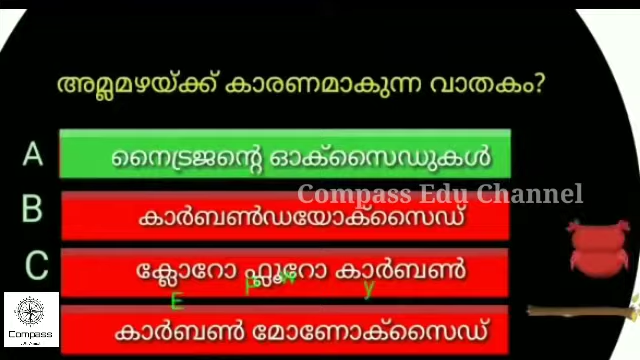 അമ്ലമഴയ്ക്ക് കാരണമാകുന്ന വാതകം?
A നൈട്രജന്റെ ഓക്സൈഡുകൾ
Compass Edu Channel
B കാർബൺഡയോക്സൈഡ്
C ക്ലോറോ ഫ്ലൂറോ കാർബൺ
E y
Compass
കാർബൺ മോണോക്സൈഡ്